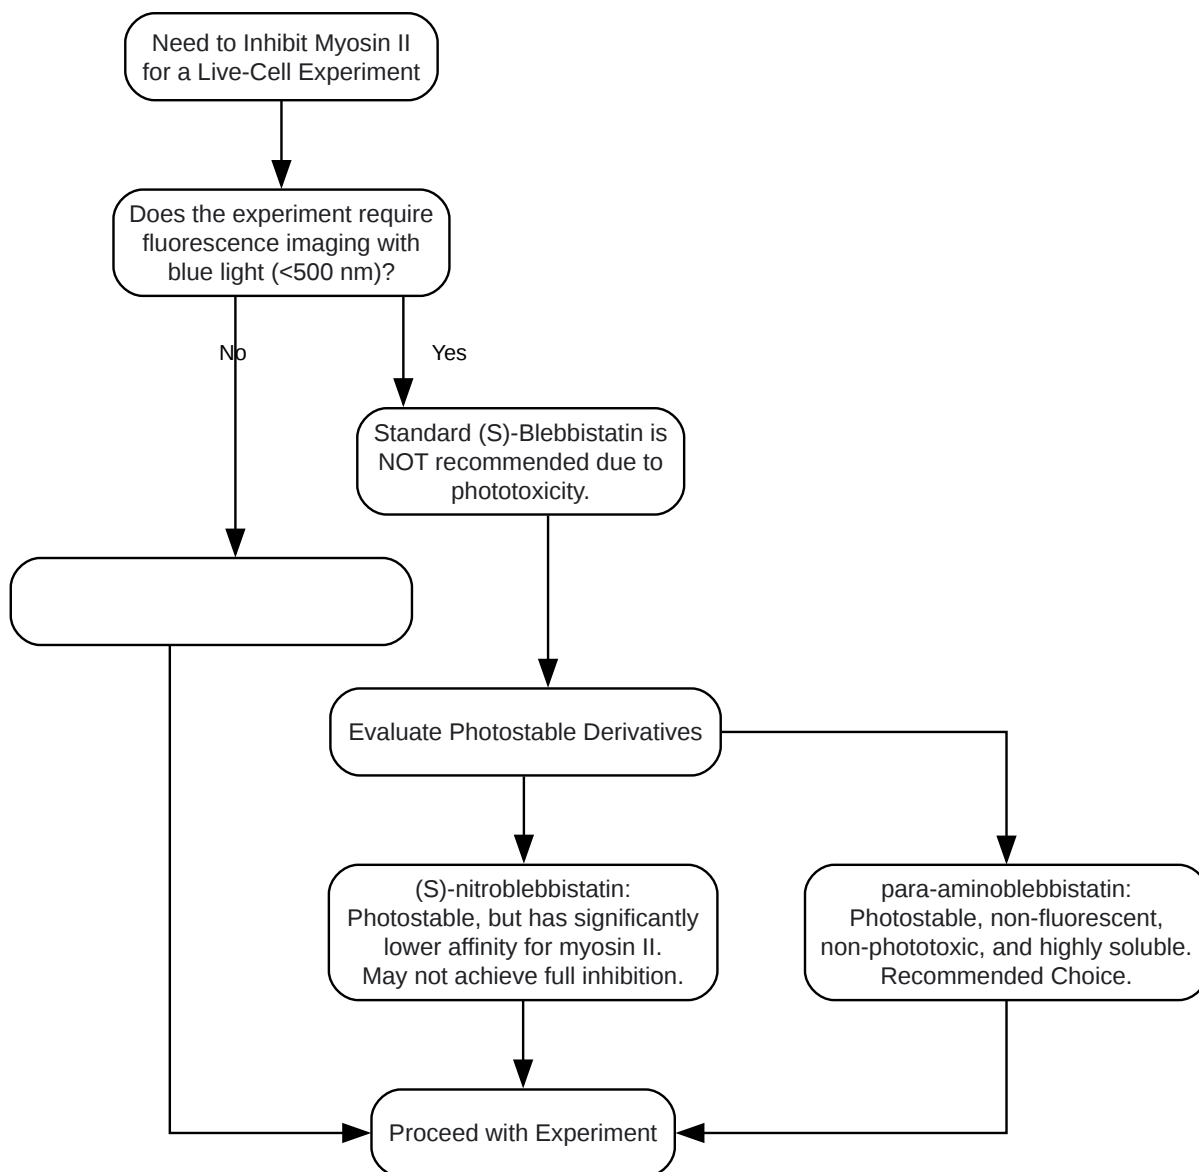 Need to Inhibit Myosin II
for a Live-Cell Experiment
Does the experiment require
fluorescence imaging with
blue light (<500 nm)?
No
Yes
Standard (S)-Blebbistatin is
NOT recommended due to
phototoxicity.
Evaluate Photostable Derivatives
(S)-nitroblebbistatin:
Photostable, but has significantly
lower affinity for myosin II.
May not achieve full inhibition.
para-aminoblebbistatin:
Photostable, non-fluorescent,
non-phototoxic, and highly soluble.
Recommended Choice.
Proceed with Experiment